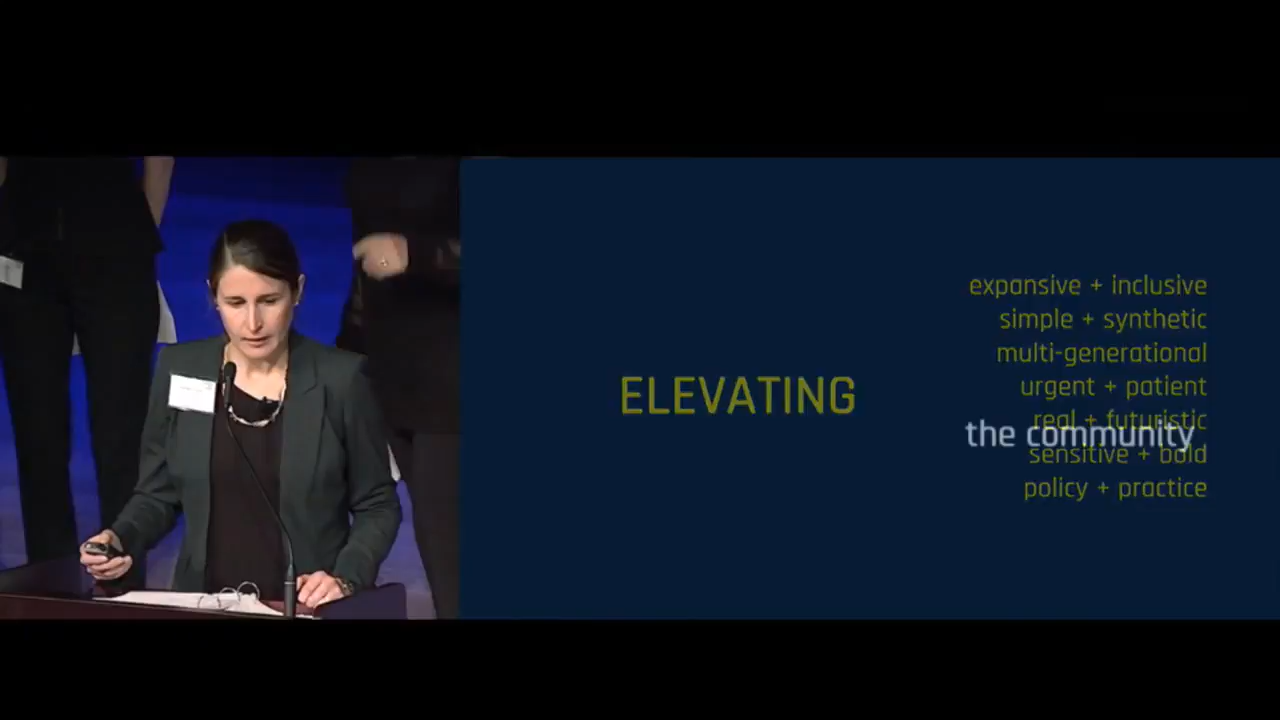 expansive + inclusive
simple + synthetic
multi-generational
urgent + patient
ELEVATING
real + futuristic
the community
sensitive + bold
policy + practice